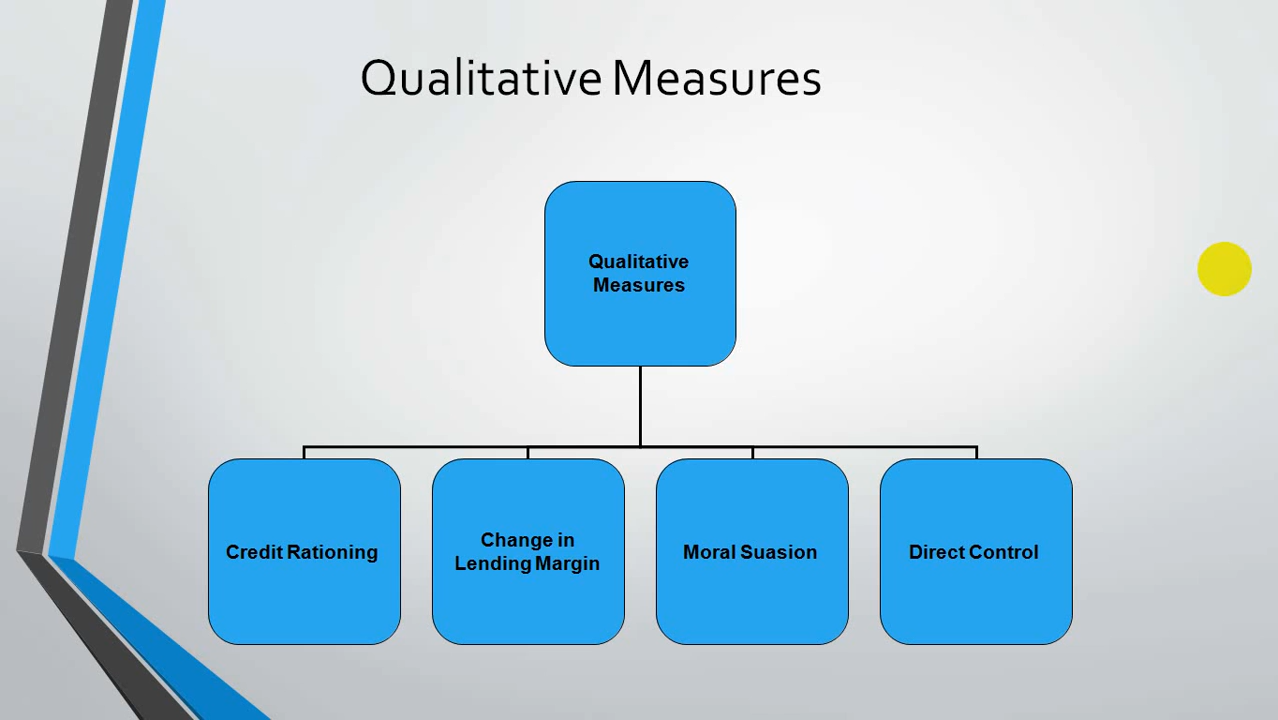 Qualitative Measures
Qualitative
Measures
Credit Rationing
Change in
Lending Margin
Moral Suasion
Direct Control